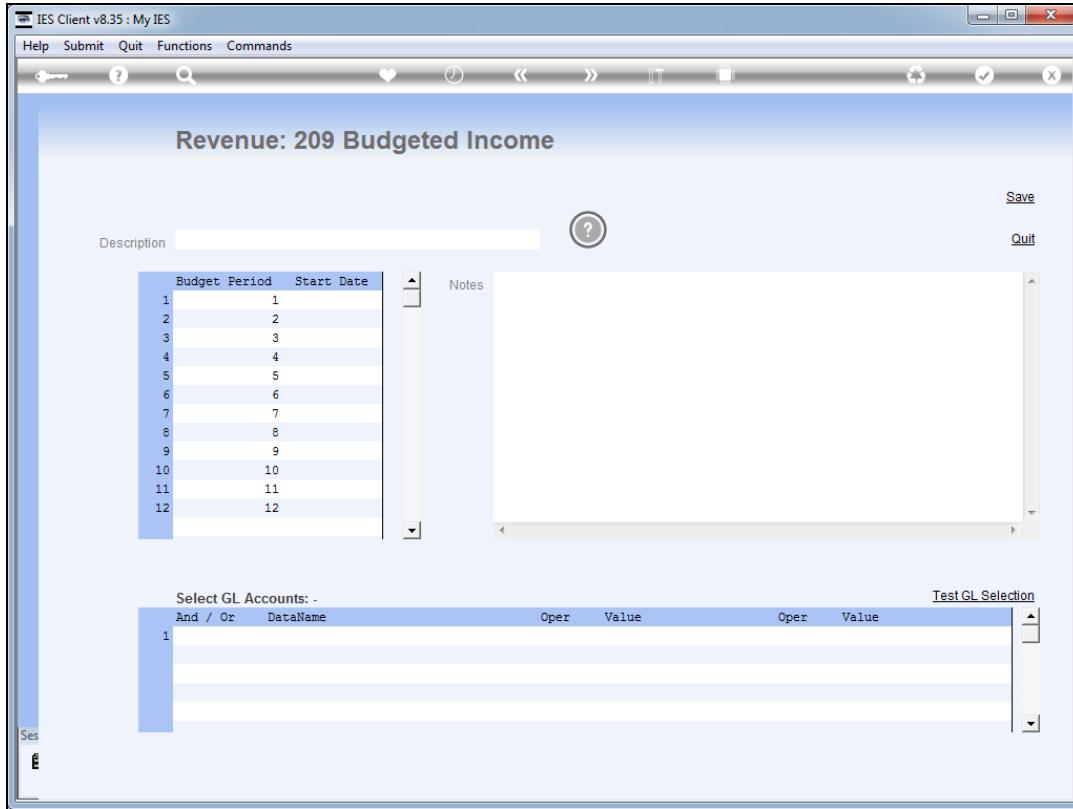 IES Client v8.35 : My IES
Help Submit Quit Functions Commands
Revenue: 209 Budgeted Income
Save
Description
Quit
Budget Period Start Date
Notes
1 1
2 2
3 3
4 4
5 5
6 6
7 7
8 8
9 9
10 10
11 11
12 12
Select GL Accounts: -
Test GL Selection
And / Or DataName Oper Value Oper Value
1
Ses